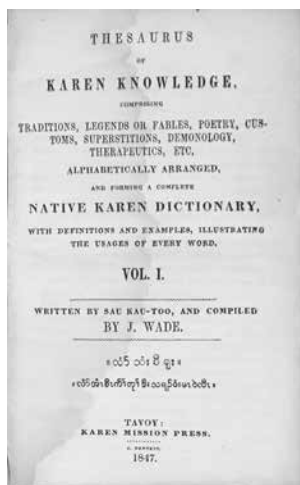 THESAURUS
OF
KAREN KNOWLEDGE,
COMPRISING
TRADITIONS, LEGENDS OR FABLES, POETRY, CUS-
TOMS, SUPERSTITIONS, DEMONOLOGY,
THERAPEUTICS, ETC.
ALPHABETICALLY ARRANGED,
AND FORMING A COMPLETE
NATIVE KAREN DICTIONARY,
WITH DEFINITIONS AND EXAMPLES, ILLUSTRATING
THE USAGES OF EVERY WORD.
VOL. I.
WRITTEN BY SAU KAU-TOO, AND COMPILED
BY J. WADE.
TAVOY:
KAREN MISSION PRESS.
C. BENNETT.
1847.